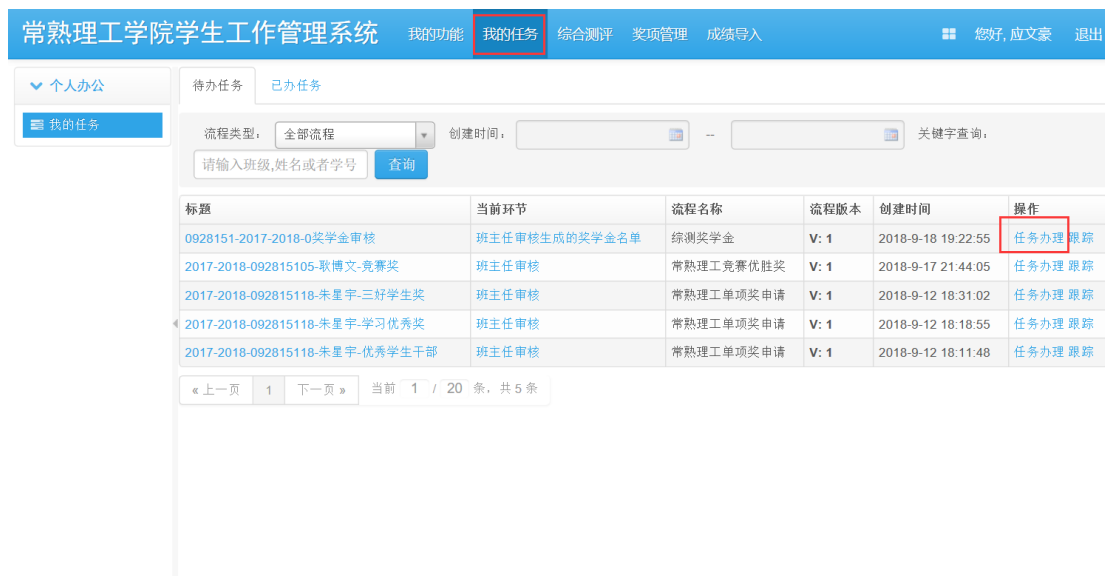 常熟理工学院学生工作管理系统 我的功能 我的任务 综合测评 奖项管理 成绩导入 您好, 应文豪 退出
个人办公 待办任务 已办任务
我的任务
流程类型： 全部流程 创建时间： -- 关键字查询：
请输入班级,姓名或者学号 查询
标题 当前环节 流程名称 流程版本 创建时间 操作
0928151-2017-2018-0奖学金审核 班主任审核生成的奖学金名单 综测奖学金 V: 1 2018-9-18 19:22:55 任务办理 跟踪
2017-2018-092815105-耿博文-竞赛奖 班主任审核 常熟理工竞赛优胜奖 V: 1 2018-9-17 21:44:05 任务办理 跟踪
2017-2018-092815118-朱星宇-三好学生奖 班主任审核 常熟理工单项奖申请 V: 1 2018-9-12 18:31:02 任务办理 跟踪
2017-2018-092815118-朱星宇-学习优秀奖 班主任审核 常熟理工单项奖申请 V: 1 2018-9-12 18:18:55 任务办理 跟踪
2017-2018-092815118-朱星宇-优秀学生干部 班主任审核 常熟理工单项奖申请 V: 1 2018-9-12 18:11:48 任务办理 跟踪
« 上一页 1 下一页 » 当前 1 / 20 条, 共 5 条